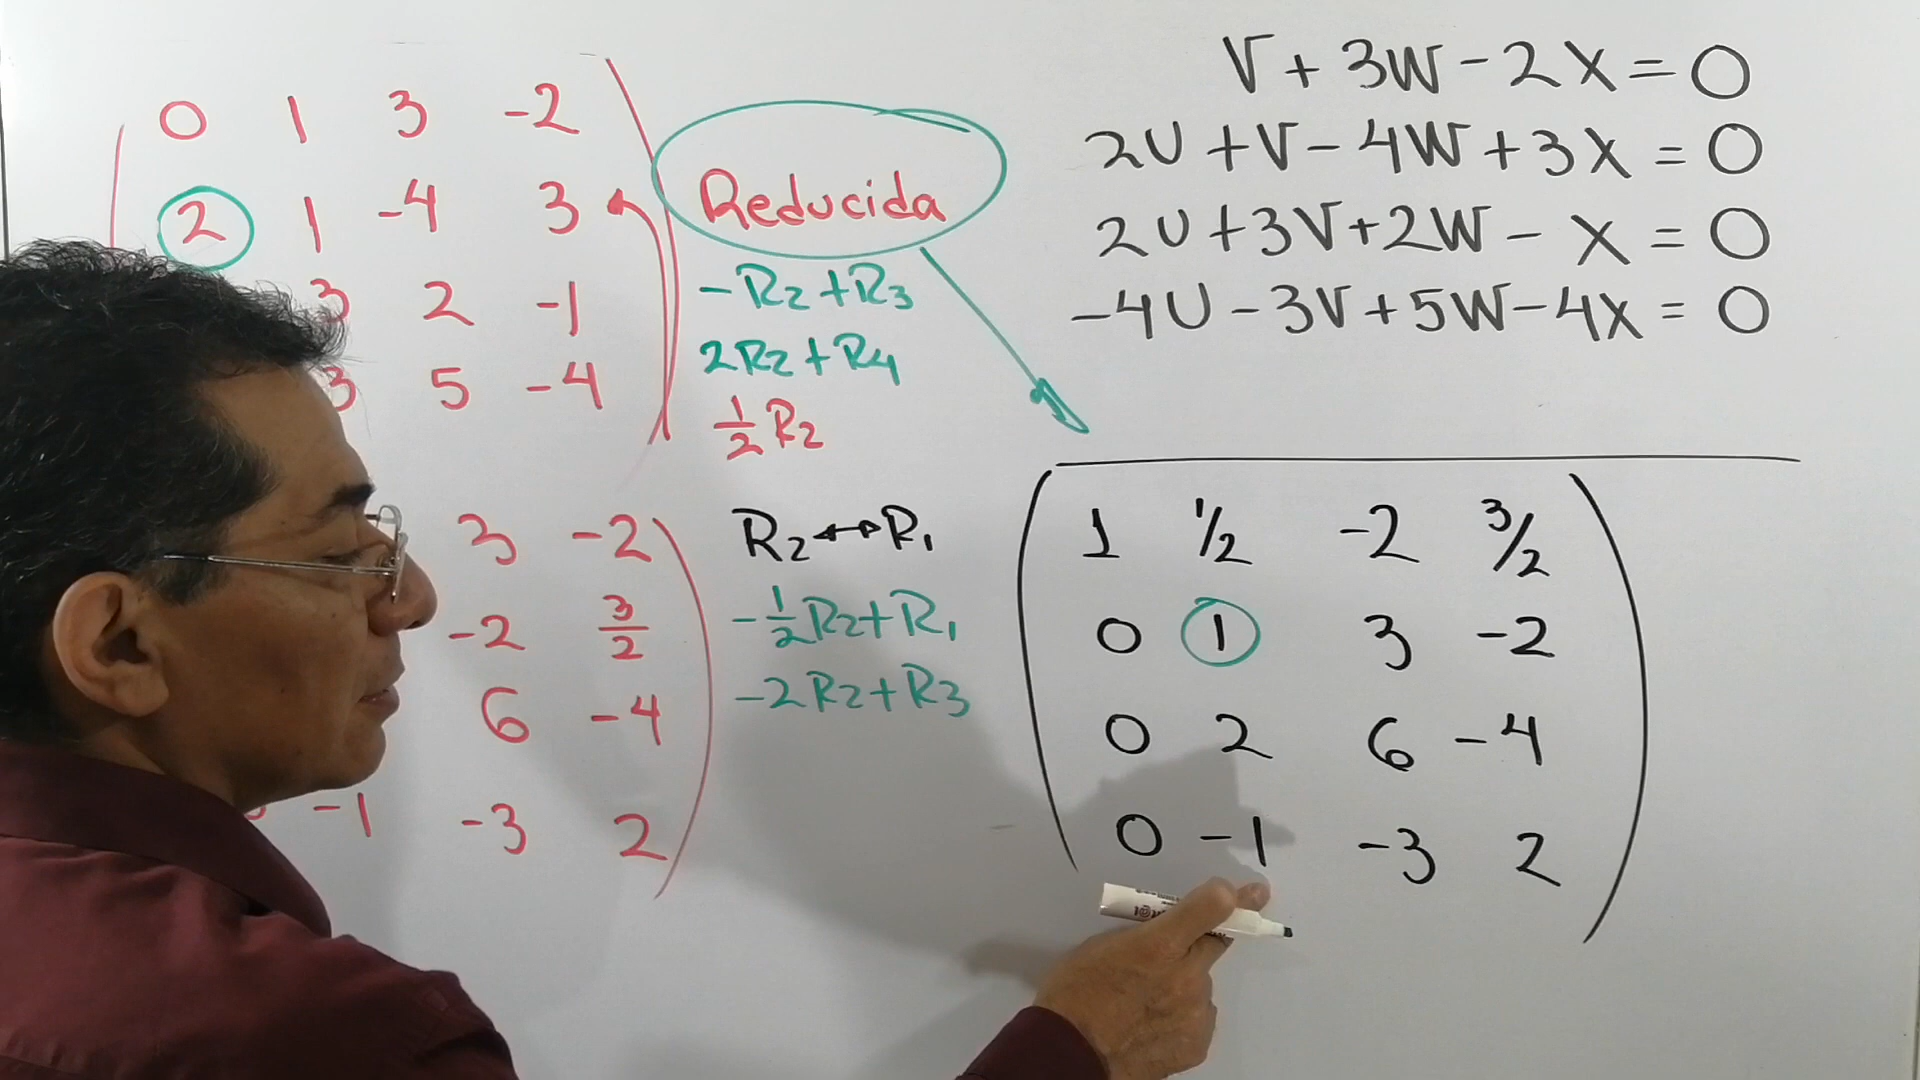 0 1 3 -2
2 1 -4 3
3 2 -1
3 5 -4
Reducida
-R2+R3
2R2+R4
1/2 R2
3 -2
-2 3/2
6 -4
-1 -3 2
R2↔R1
-1/2R2+R1
-2R2+R3
V+3W-2X=0
2U+V-4W+3X=0
2U+3V+2W-X=0
-4U-3V+5W-4X=0
1 1/2 -2 3/2
0 1 3 -2
0 2 6 -4
0 -1 -3 2